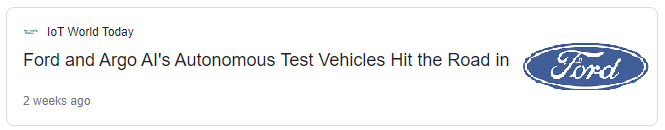 IoT World Today
Ford and Argo AI's Autonomous Test Vehicles Hit the Road in
Ford
2 weeks ago